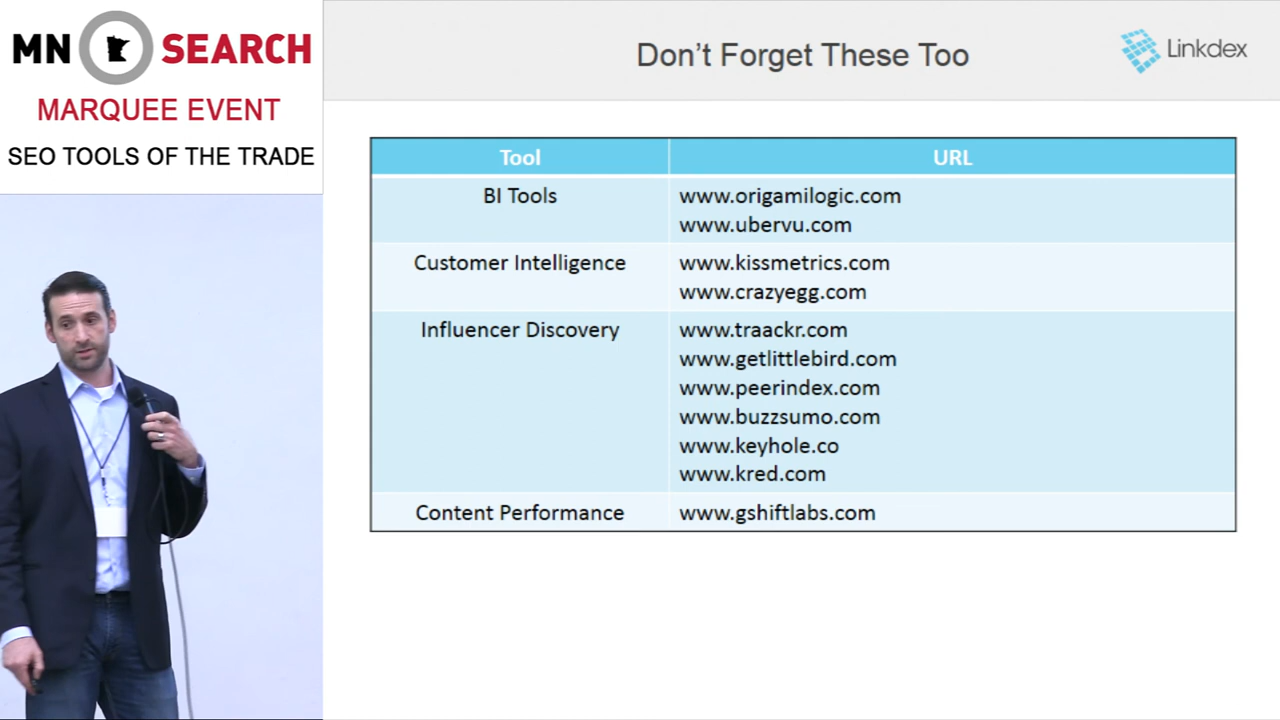 MN SEARCH
MARQUEE EVENT
SEO TOOLS OF THE TRADE
Don't Forget These Too
Linkdex
Tool URL
BI Tools www.origamilogic.com
www.ubervu.com
Customer Intelligence www.kissmetrics.com
www.crazyegg.com
Influencer Discovery www.traackr.com
www.getlittlebird.com
www.peerindex.com
www.buzzsumo.com
www.keyhole.co
www.kred.com
Content Performance www.gshiftlabs.com